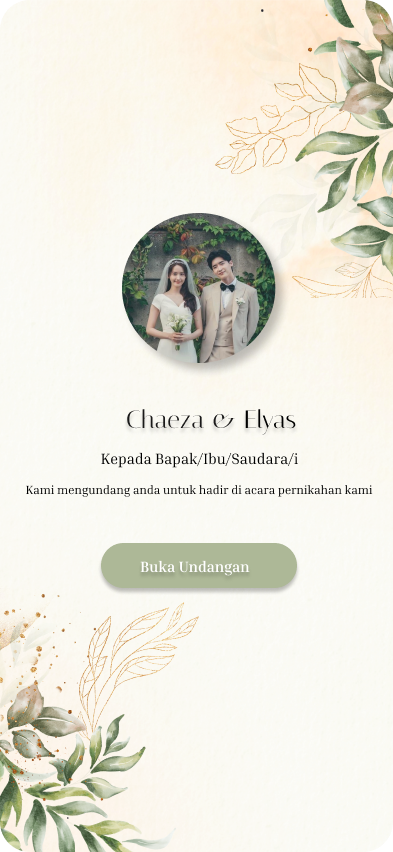 Chaeza & Elyas
Kepada Bapak/Ibu/Saudara/i
Kami mengundang anda untuk hadir di acara pernikahan kami
Buka Undangan